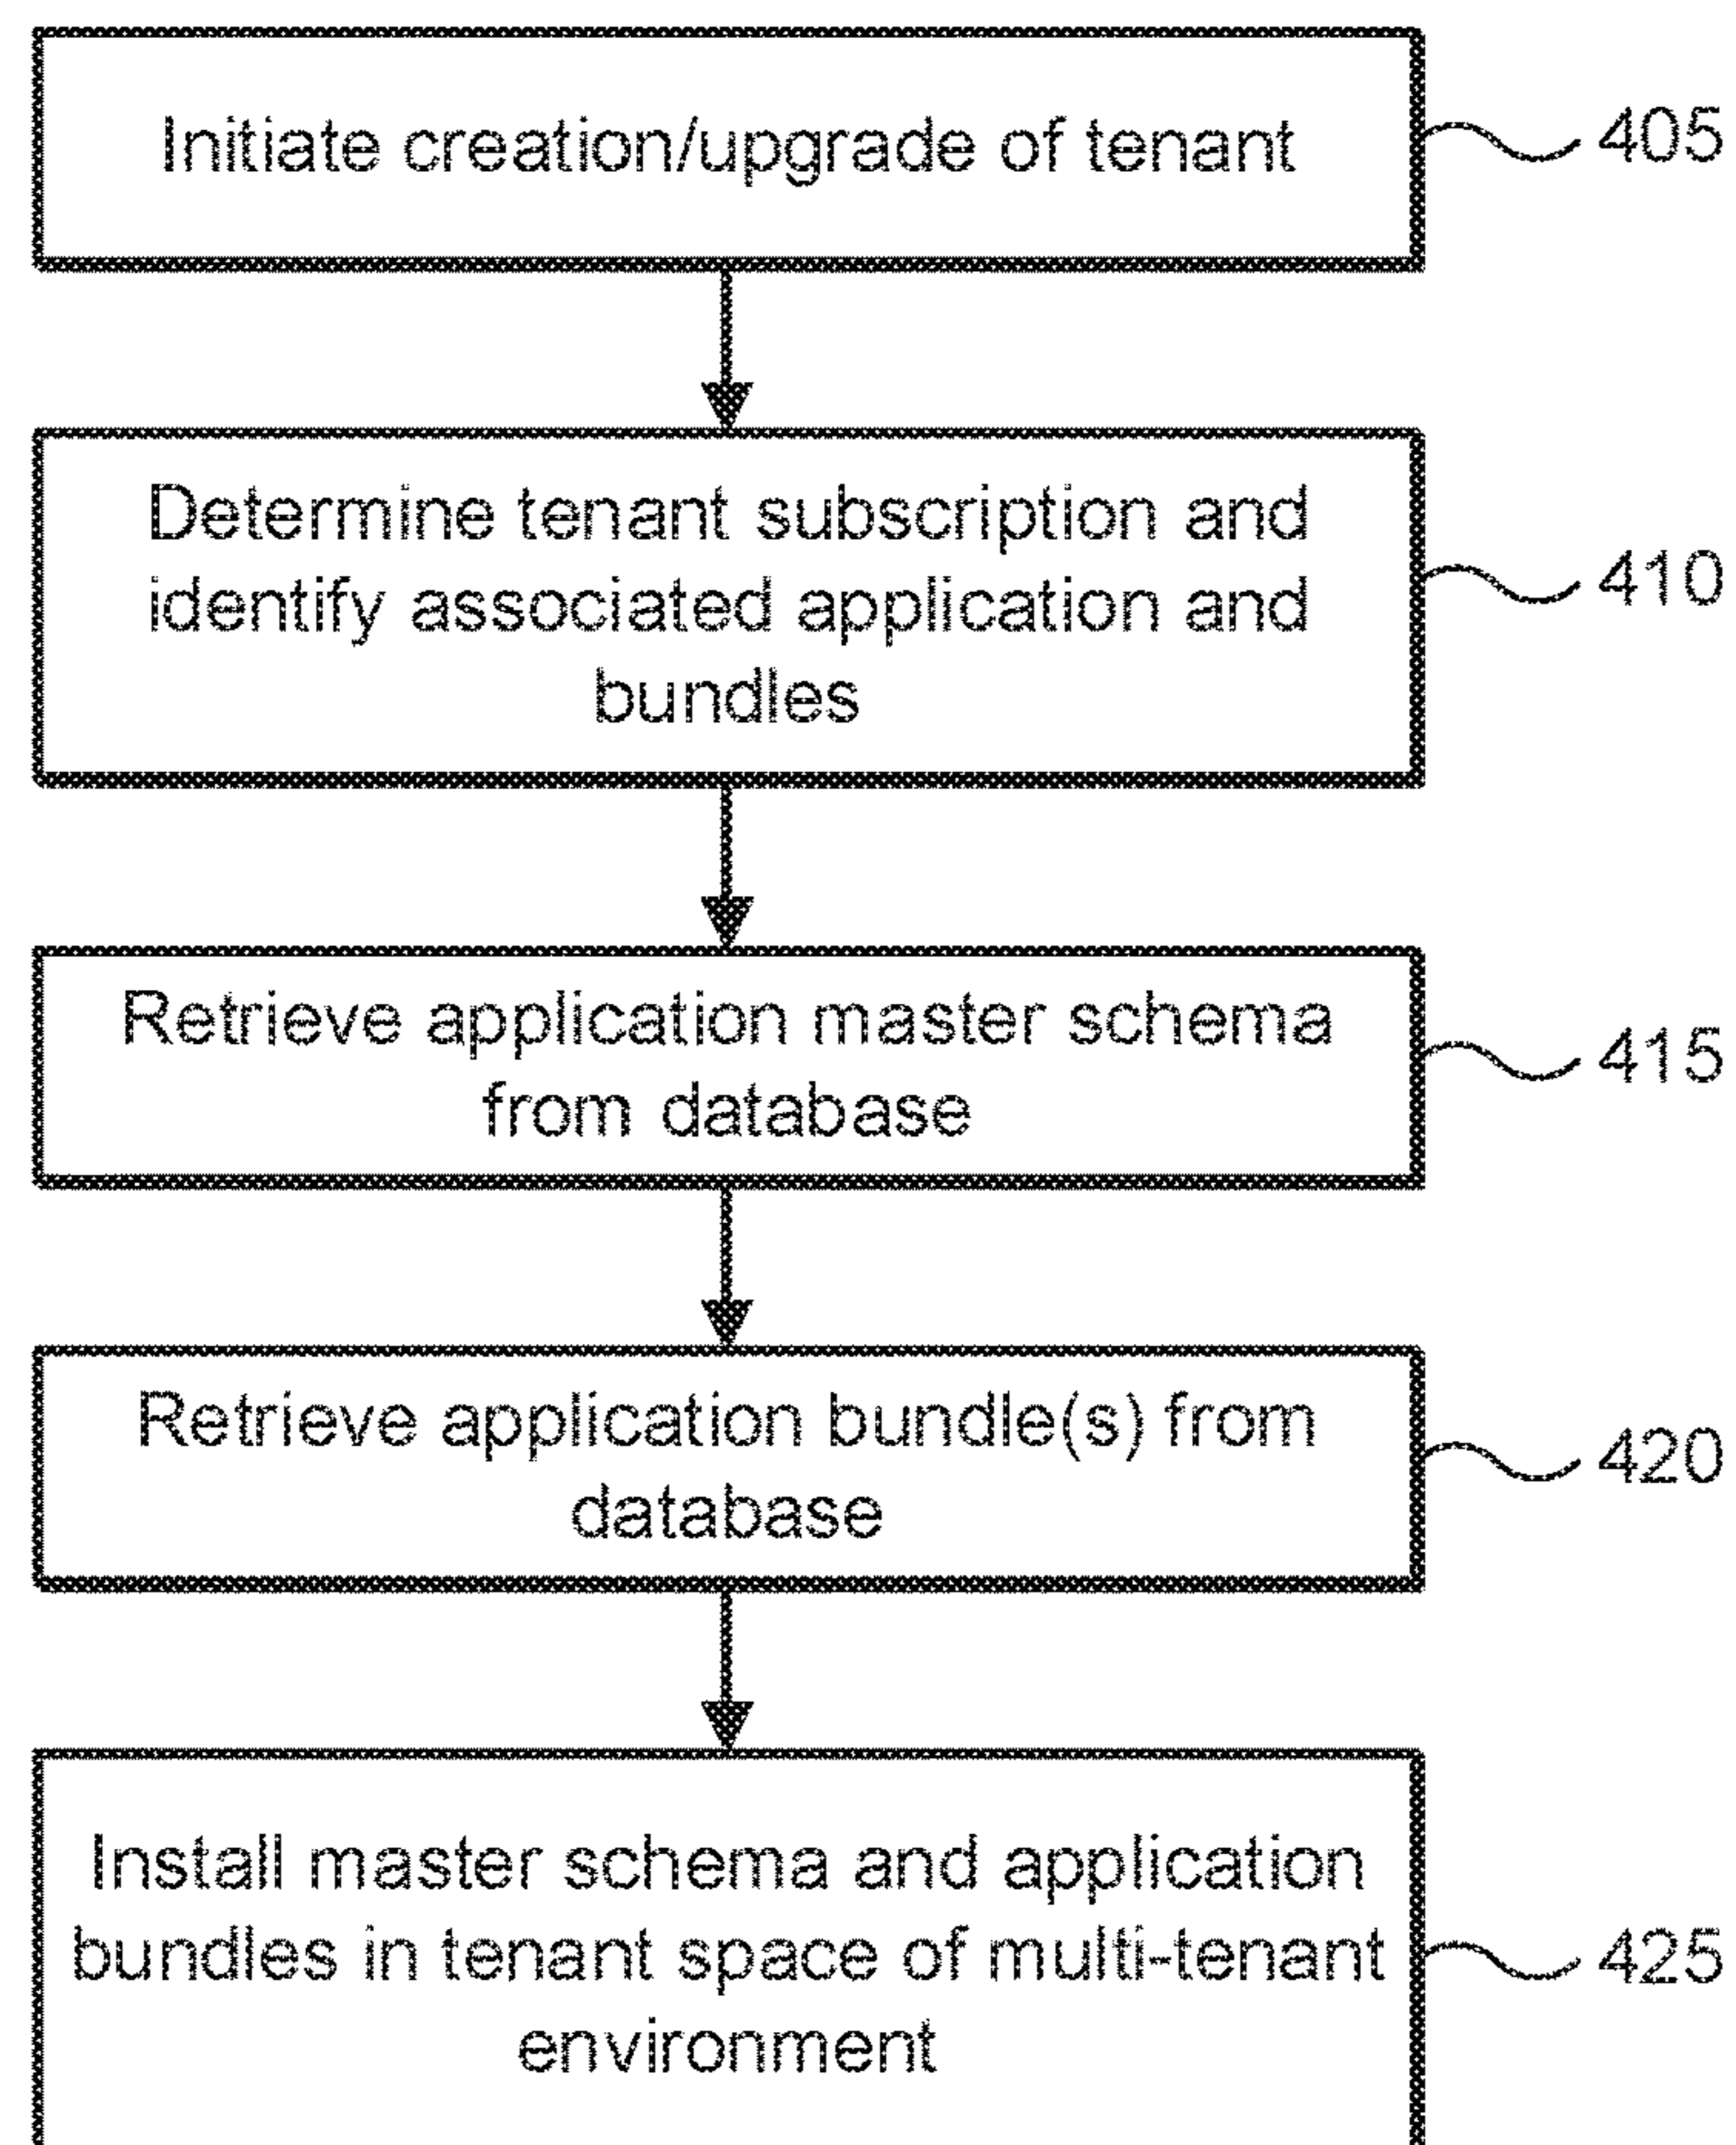 Initiate creation/upgrade of tenant
405
Determine tenant subscription and
identify associated application and
bundles
410
Retrieve application master schema
from database
415
Retrieve application bundle(s) from
database
420
Install master schema and application
bundles in tenant space of multi-tenant
environment
425